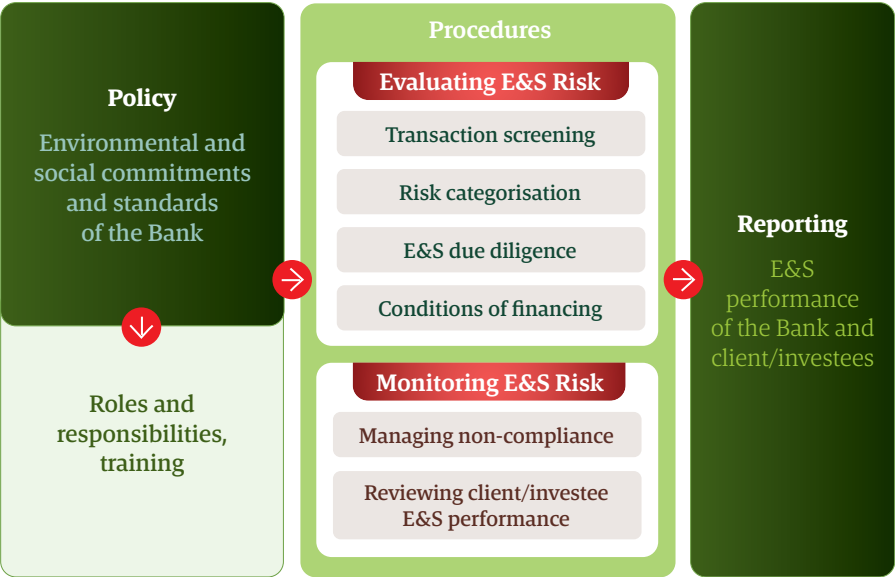 Policy
Environmental and
social commitments
and standards
of the Bank
Roles and
responsibilities,
training
Procedures
Evaluating E&S Risk
Transaction screening
Risk categorisation
E&S due diligence
Conditions of financing
Monitoring E&S Risk
Managing non-compliance
Reviewing client/investee
E&S performance
Reporting
E&S
performance
of the Bank and
client/investees